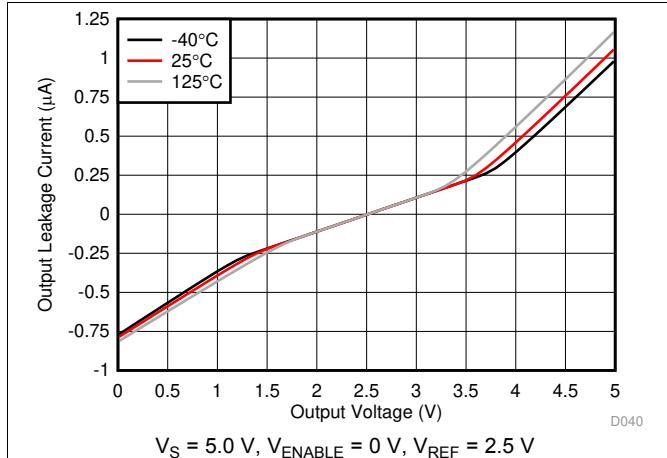 1.25
1
0.75
0.5
0.25
0
-0.25
-0.5
-0.75
-1
Output Leakage Current (µA)
-40°C
25°C
125°C
0 0.5 1 1.5 2 2.5 3 3.5 4 4.5 5
Output Voltage (V)
D040
V_S = 5.0 V, V_ENABLE = 0 V, V_REF = 2.5 V